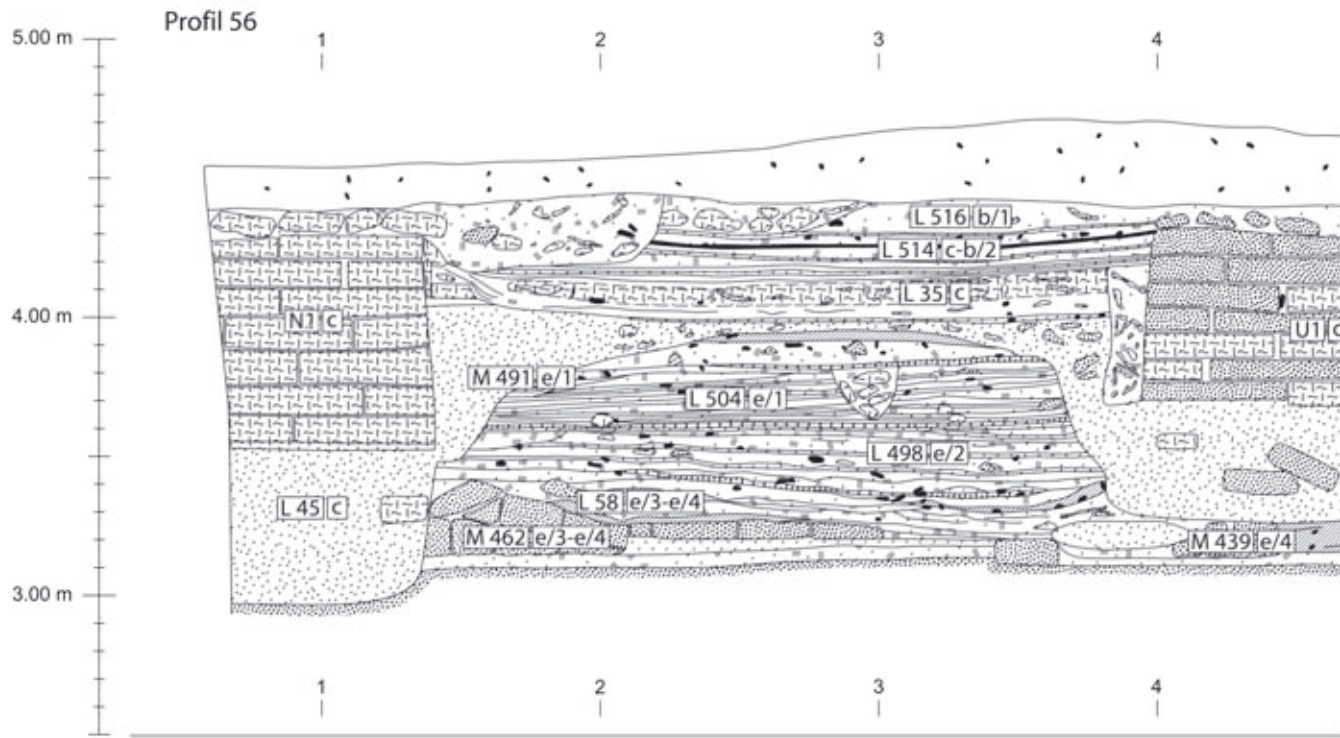 Profil 56
5.00 m
1 2 3 4
L 516 b/1
L 514 c-b/2
L 35 c
4.00 m
N1 c
U1 c
M 491 e/1
L 504 e/1
L 498 e/2
L 45 c
L 58 e/3-e/4
M 462 e/3-e/4
M 439 e/4
3.00 m
1 2 3 4